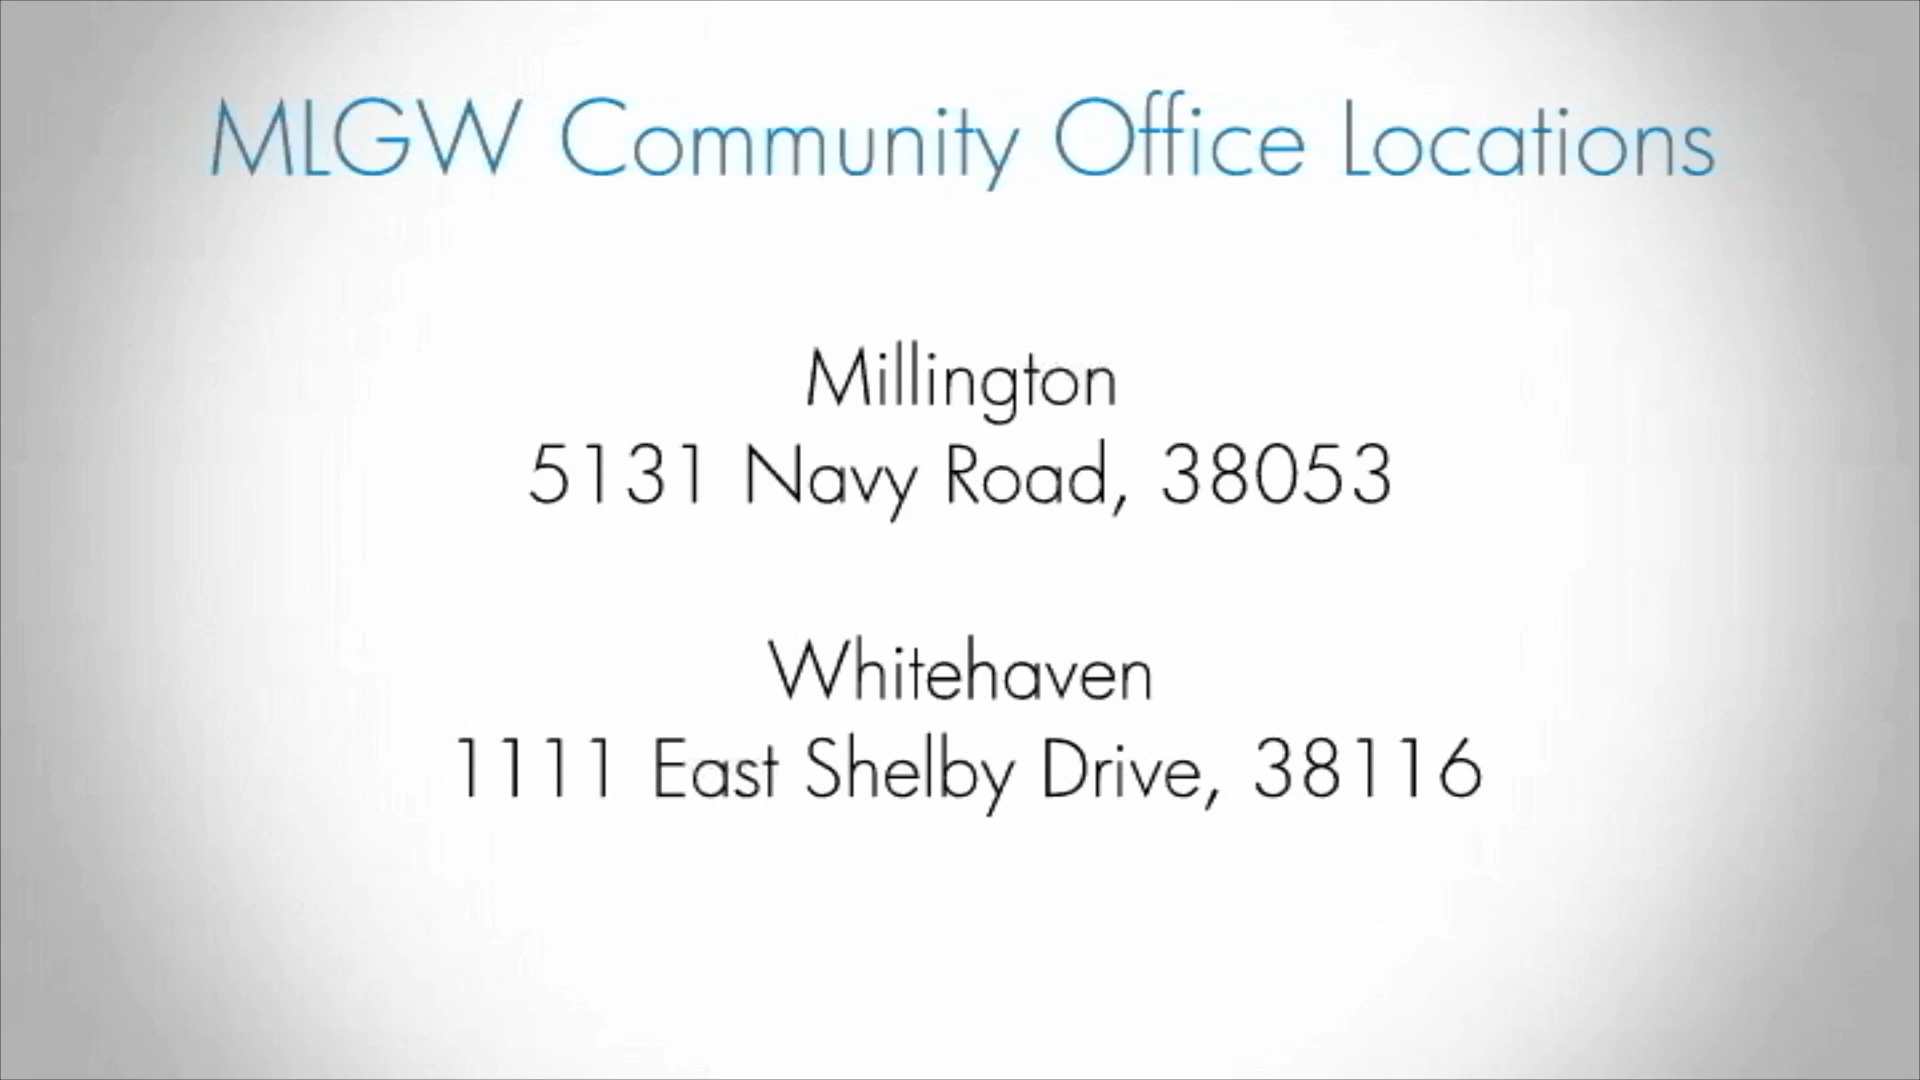 MLGW Community Office Locations
Millington
5131 Navy Road, 38053
Whitehaven
1111 East Shelby Drive, 38116